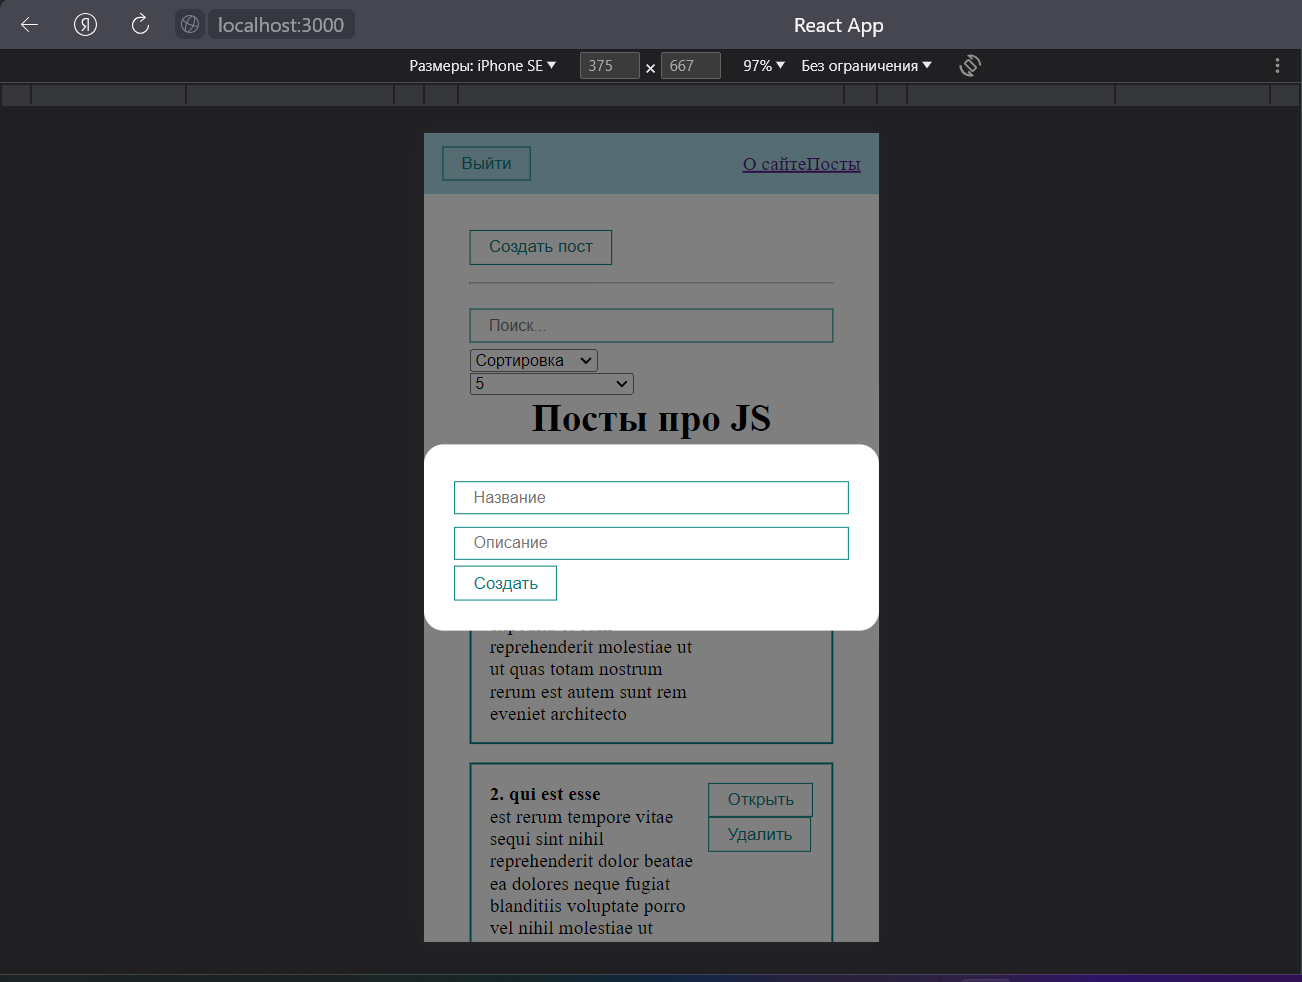 Я localhost:3000 React App
Размеры: iPhone SE 375 × 667 97% Без ограничения
Выйти О сайтеПосты
Создать пост
Поиск...
Сортировка
5
Посты про JS
Название
Описание
Создать
reprehenderit molestiae ut
ut quas totam nostrum
rerum est autem sunt rem
eveniet architecto
2. qui est esse
Открыть
est rerum tempore vitae
sequi sint nihil
Удалить
reprehenderit dolor beatae
ea dolores neque fugiat
blanditiis voluptate porro
vel nihil molestiae ut